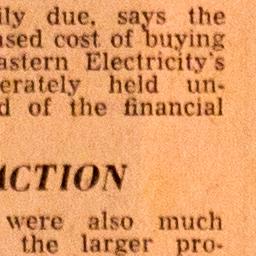 ily due, says the
ased cost of buying
astern Electricity's
erately held un-
d of the financial
ACTION
were also much
the larger pro-